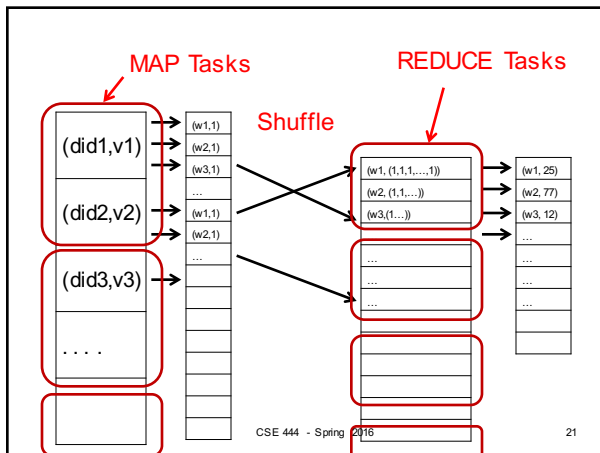 MAP Tasks
REDUCE Tasks
Shuffle
(did1,v1)
(did2,v2)
(did3,v3)
. . . .
(w1,1)
(w2,1)
(w3,1)
...
(w1,1)
(w2,1)
...
(w1, (1,1,1,...,1))
(w2, (1,1,...))
(w3,(1...))
...
...
...
(w1, 25)
(w2, 77)
(w3, 12)
...
...
...
...
CSE 444 - Spring 2016
21